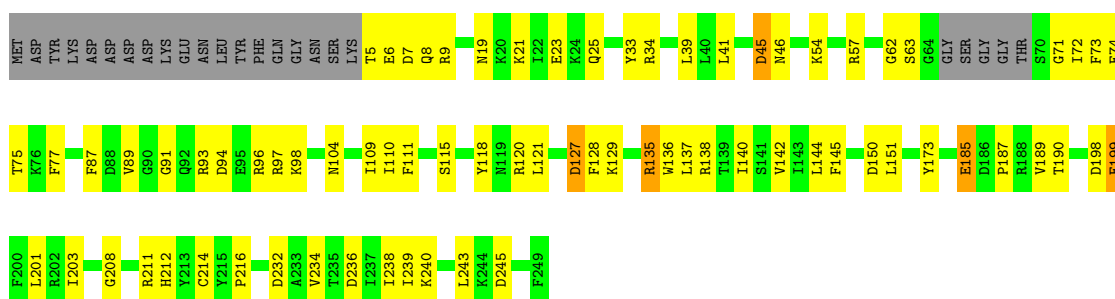 MET ASP TYR LYS ASP ASP ASP ASP LYS GLU ASN LEU TYR PHE GLN GLY ASN SER LYS T5 E6 D7 Q8 R9 N19 K20 K21 I22 E23 K24 Q25 Y33 R34 L39 L40 L41 D45 N46 K54 R57 G62 S63 G64 GLY SER GLY GLY THR S70 G71 I72 F73
T75 K76 F77 F87 D88 V89 G90 G91 Q92 R93 D94 E95 R96 R97 K98 N104 I109 I110 F111 S115 Y118 N119 R120 L121 D127 F128 K129 R135 W136 L137 R138 T139 I140 S141 V142 I143 L144 F145 D150 L151 Y173 E185 D186 P187 R188 V189 T190 D198
F200 L201 R202 I203 G208 R211 H212 Y213 C214 Y215 P216 D232 A233 V234 T235 D236 I237 I238 I239 K240 L243 K244 D245 F249